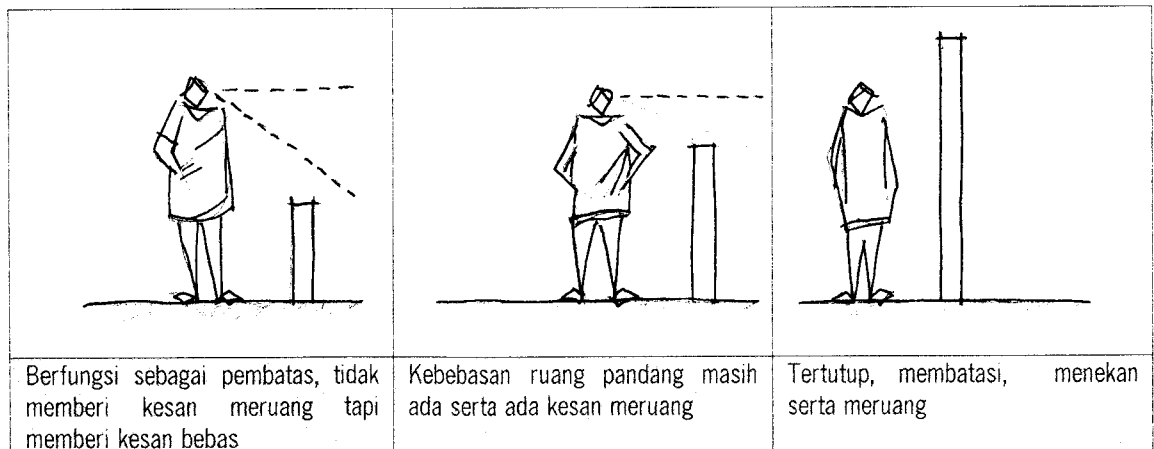 Berfungsi sebagai pembatas, tidak
memberi kesan meruang tapi
memberi kesan bebas
Kebebasan ruang pandang masih
ada serta ada kesan meruang
Tertutup, membatasi, menekan
serta meruang